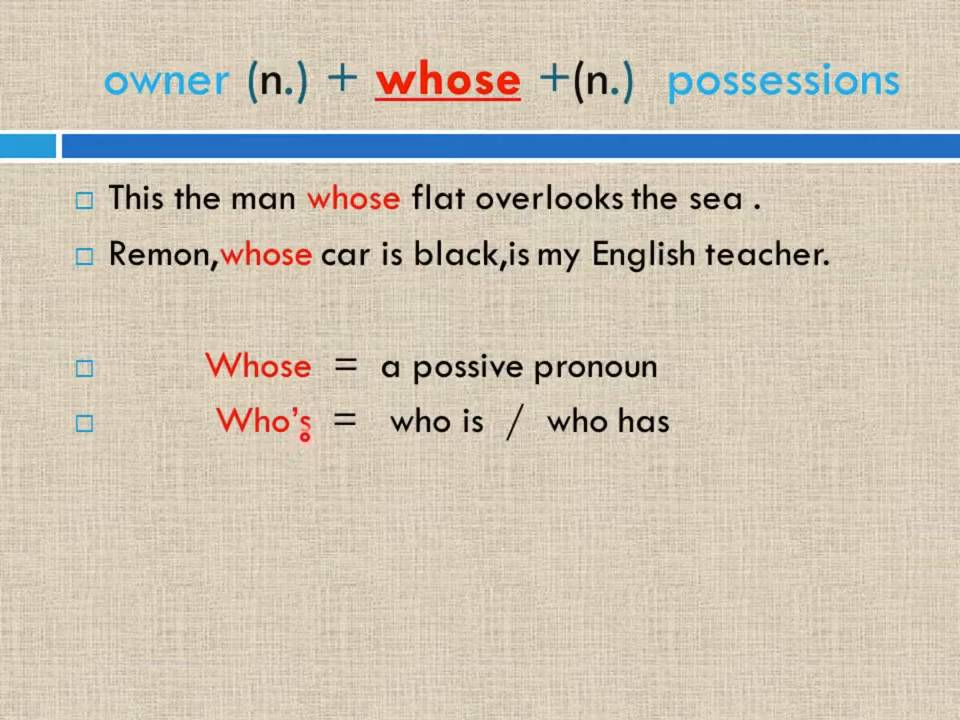 owner (n.) + whose +(n.) possessions
This the man whose flat overlooks the sea .
Remon,whose car is black,is my English teacher.
Whose = a possive pronoun
Who's = who is / who has